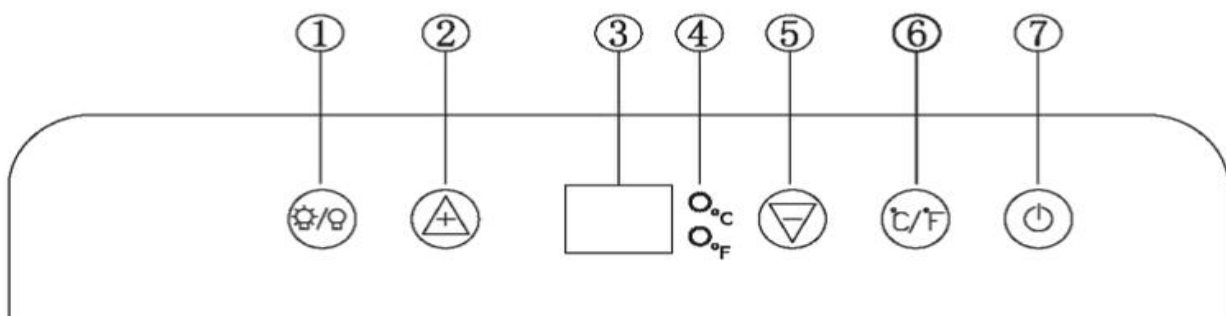 ① ② ③ ④ ⑤ ⑥ ⑦
+ °C - °C/°F
°F